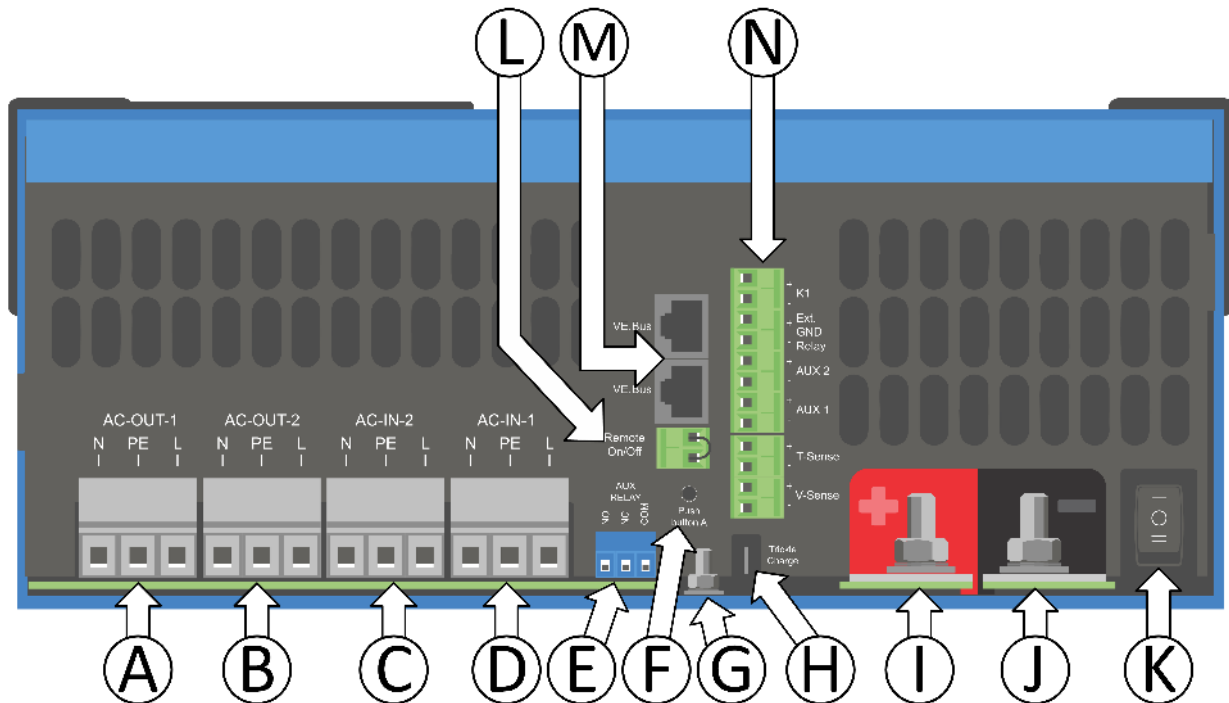 L M N
K1
Ext.
GND
Relay
VE.Bus
VE.Bus
AUX 2
AUX 1
AC-OUT-1 AC-OUT-2 AC-IN-2 AC-IN-1
N PE L N PE L N PE L N PE L
Remote
On/Off
T-Sense
V-Sense
AUX
RELAY
NO NC COM
Push
button A
Trickle
Charge
+ −
A B C D E F G H I J K